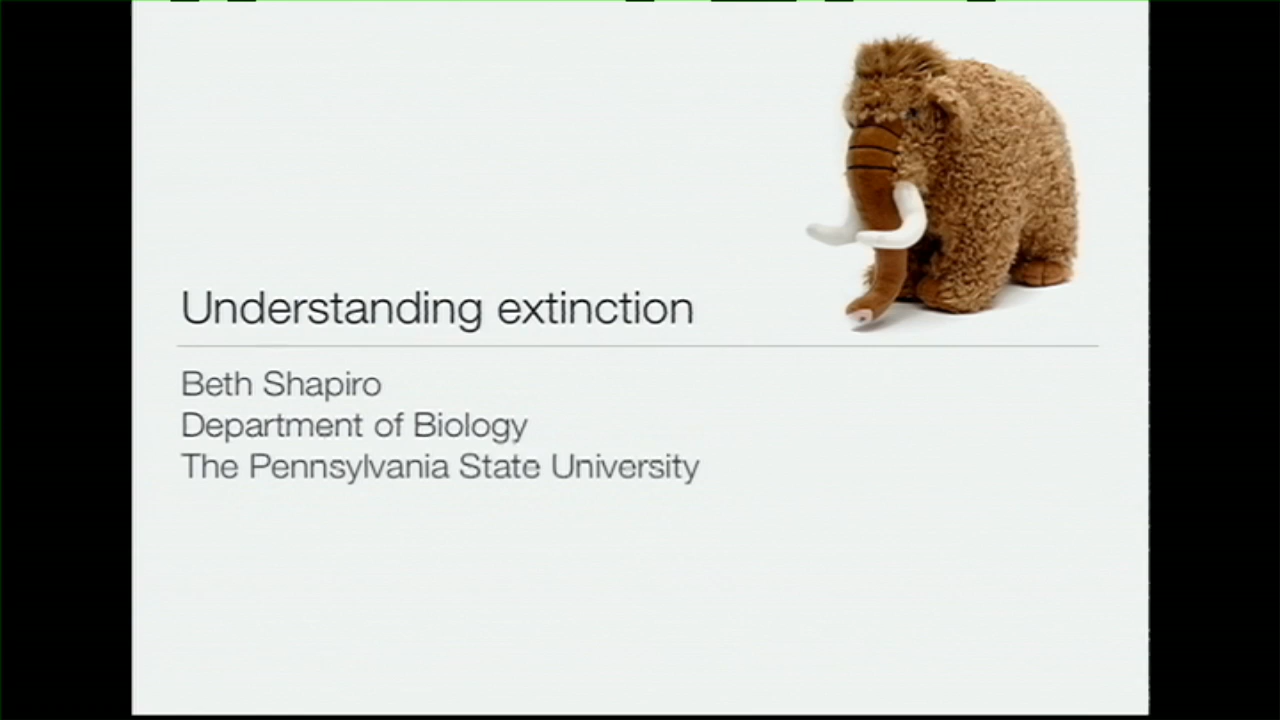 Understanding extinction
Beth Shapiro
Department of Biology
The Pennsylvania State University